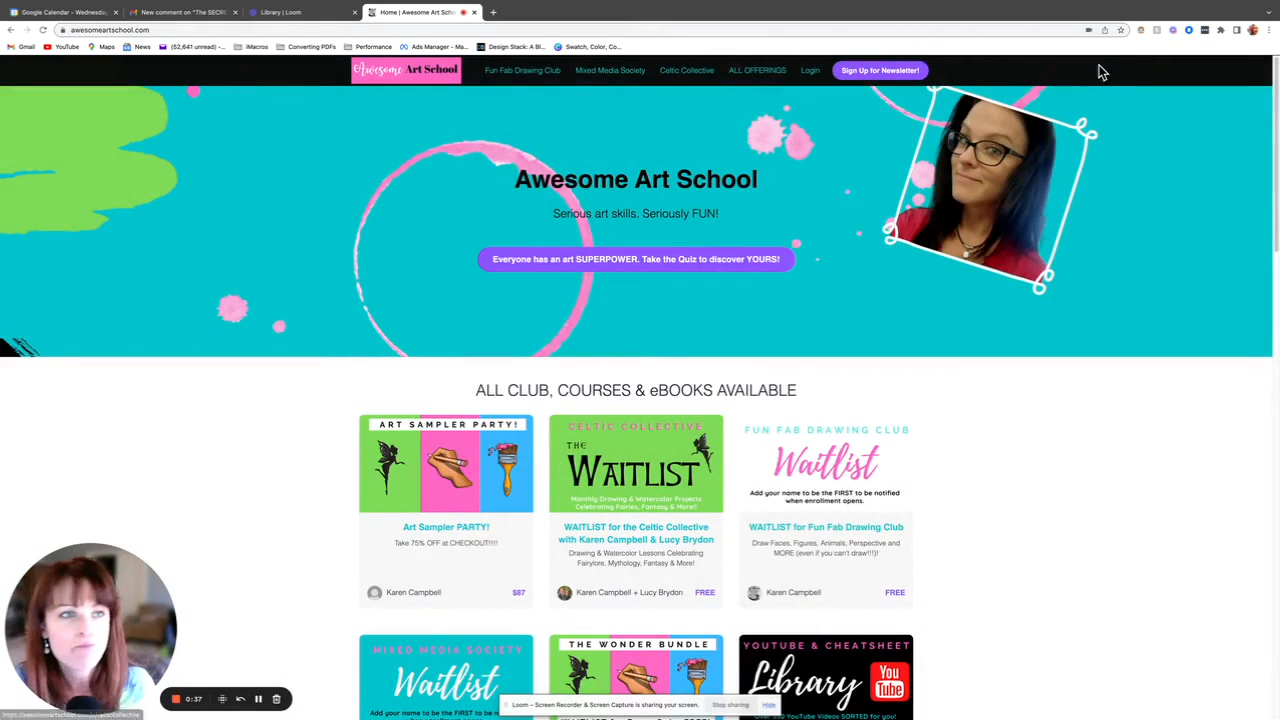 Google Calendar - Wednesday
New comment on "The SECRE
Library | Loom
Home | Awesome Art Scho
awesomeartschool.com
Gmail
YouTube
Maps
News
(52,641 unread) -
iMacros
Converting PDFs
Performance
Ads Manager - Ma...
Design Stack: A Bl...
Swatch, Color, Co...
Awesome Art School
Fun Fab Drawing Club
Mixed Media Society
Celtic Collective
ALL OFFERINGS
Login
Sign Up for Newsletter!
Awesome Art School
Serious art skills. Seriously FUN!
Everyone has an art SUPERPOWER. Take the Quiz to discover YOURS!
ALL CLUB, COURSES & eBOOKS AVAILABLE
ART SAMPLER PARTY!
Art Sampler PARTY!
Take 75% OFF at CHECKOUT!!!!
Karen Campbell
$87
CELTIC COLLECTIVE
THE
WAITLIST
Monthly Drawing & Watercolor Projects
Celebrating Fairies, Fantasy & More!!
WAITLIST for the Celtic Collective
with Karen Campbell & Lucy Brydon
Drawing & Watercolor Lessons Celebrating
Fairylore, Mythology, Fantasy & More!
Karen Campbell + Lucy Brydon
FREE
FUN FAB DRAWING CLUB
Waitlist
Add your name to be the FIRST to be notified
when enrollment opens.
WAITLIST for Fun Fab Drawing Club
Draw Faces, Figures, Animals, Perspective and
MORE (even if you can't draw!!!)!
Karen Campbell
FREE
MIXED MEDIA SOCIETY
Waitlist
THE WONDER BUNDLE
YOUTUBE & CHEATSHEET
Library
You
Tube
YouTube Videos SORTED for you!
0:37
Loom – Screen Recorder & Screen Capture is sharing your screen.
Stop sharing
Hide